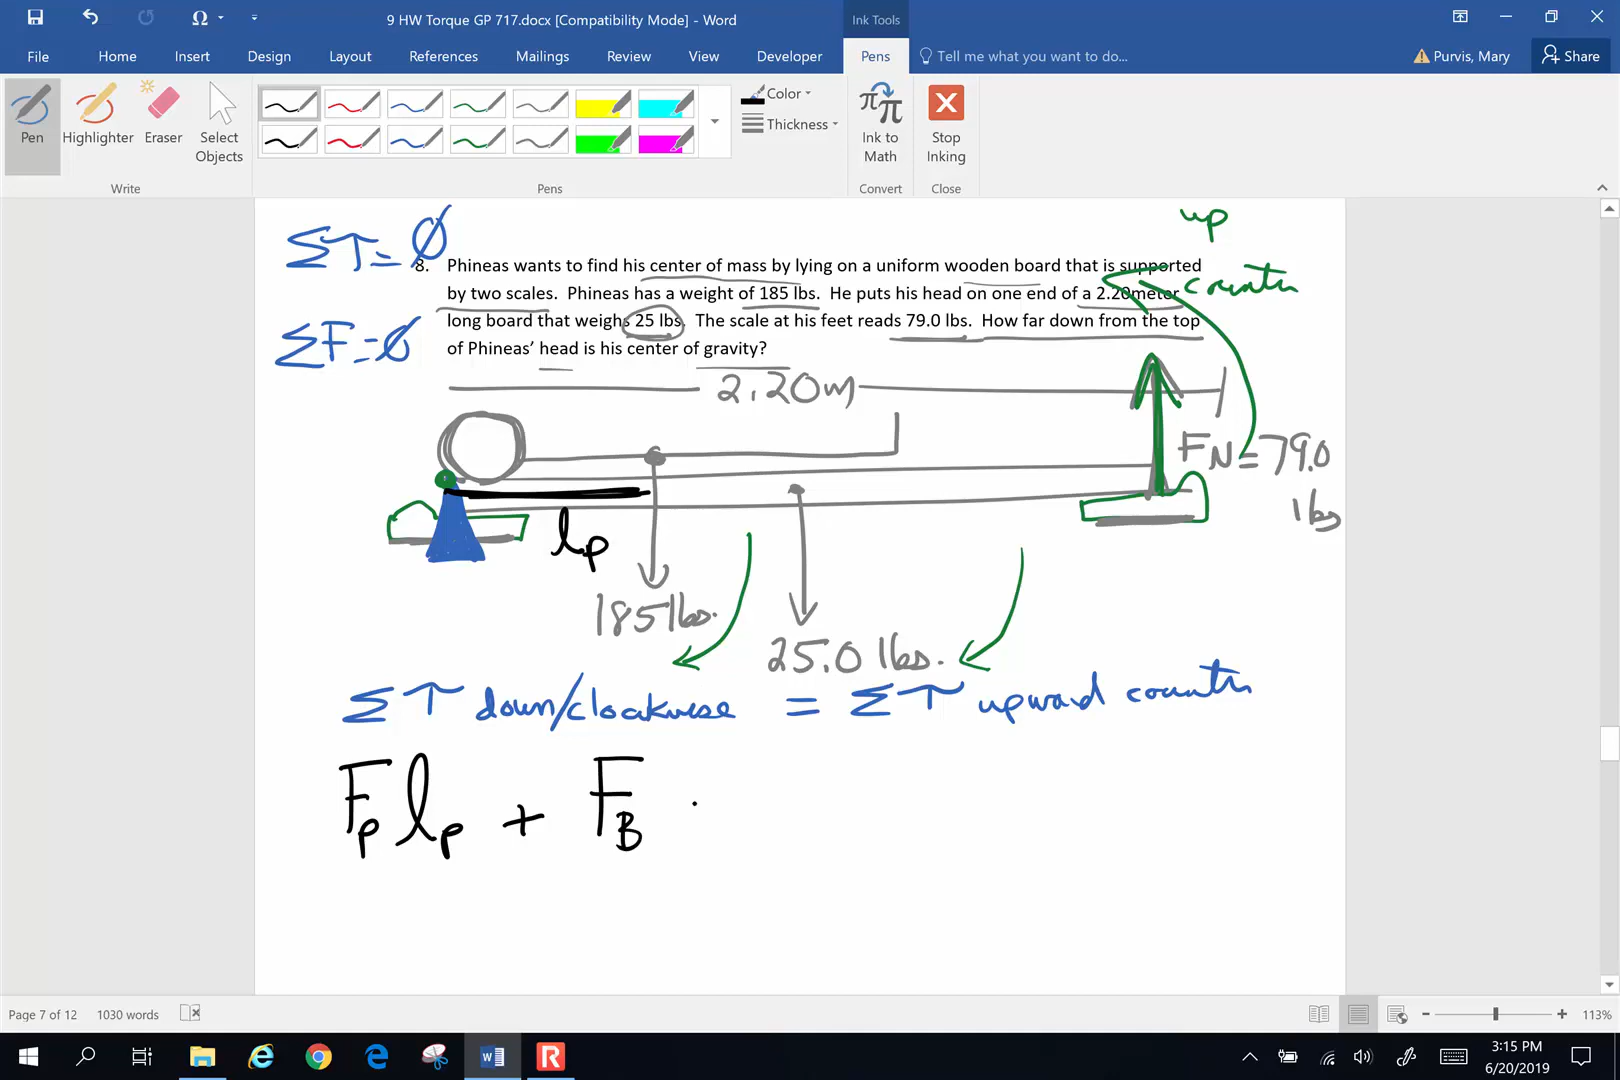 9 HW Torque GP 717.docx [Compatibility Mode] - Word
Ink Tools
File Home Insert Design Layout References Mailings Review View Developer Pens Tell me what you want to do... Purvis, Mary Share
Pen Highlighter Eraser Select Objects
Color
Thickness
Ink to Math
Stop Inking
Write Pens Convert Close
up
ΣT = ∅
8. Phineas wants to find his center of mass by lying on a uniform wooden board that is supported
by two scales. Phineas has a weight of 185 lbs. He puts his head on one end of a 2.20meter
counter
long board that weighs 25 lbs. The scale at his feet reads 79.0 lbs. How far down from the top
ΣF = ∅
of Phineas' head is his center of gravity?
2.20m
FN = 79.0
lbs
lp
185 lbs.
25.0 lbs.
ΣT down/clockwise = ΣT upward counter
Fp lp + FB
Page 7 of 12 1030 words 113%
3:15 PM
6/20/2019